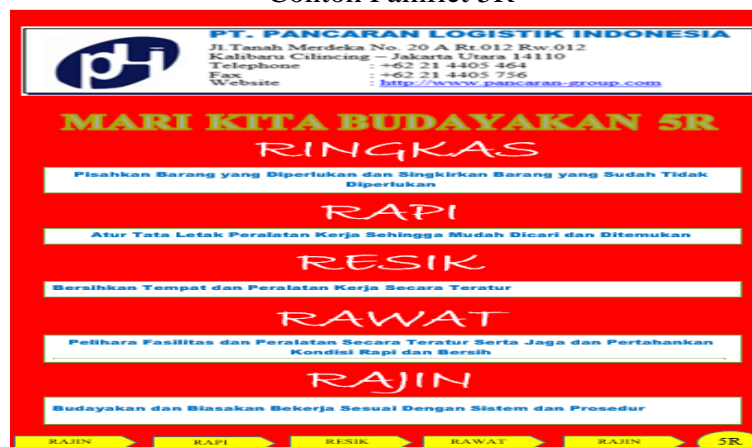 Contoh Pamflet 5R
PT. PANCARAN LOGISTIK INDONESIA
Jl.Tanah Merdeka No. 20 A Rt.012 Rw.012
Kalibaru Cilincing – Jakarta Utara 14110
Telephone : +62 21 4405 464
Fax : +62 21 4405 756
Website : http://www.pancaran-group.com
MARI KITA BUDAYAKAN 5R
RINGKAS
Pisahkan Barang yang Diperlukan dan Singkirkan Barang yang Sudah Tidak
Diperlukan
RAPI
Atur Tata Letak Peralatan Kerja Sehingga Mudah Dicari dan Ditemukan
RESIK
Bersihkan Tempat dan Peralatan Kerja Secara Teratur
RAWAT
Pelihara Fasilitas dan Peralatan Secara Teratur Serta Jaga dan Pertahankan
Kondisi Rapi dan Bersih
RAJIN
Budayakan dan Biasakan Bekerja Sesuai Dengan Sistem dan Prosedur
RAJIN
RAPI
RESIK
RAWAT
RAJIN
5R